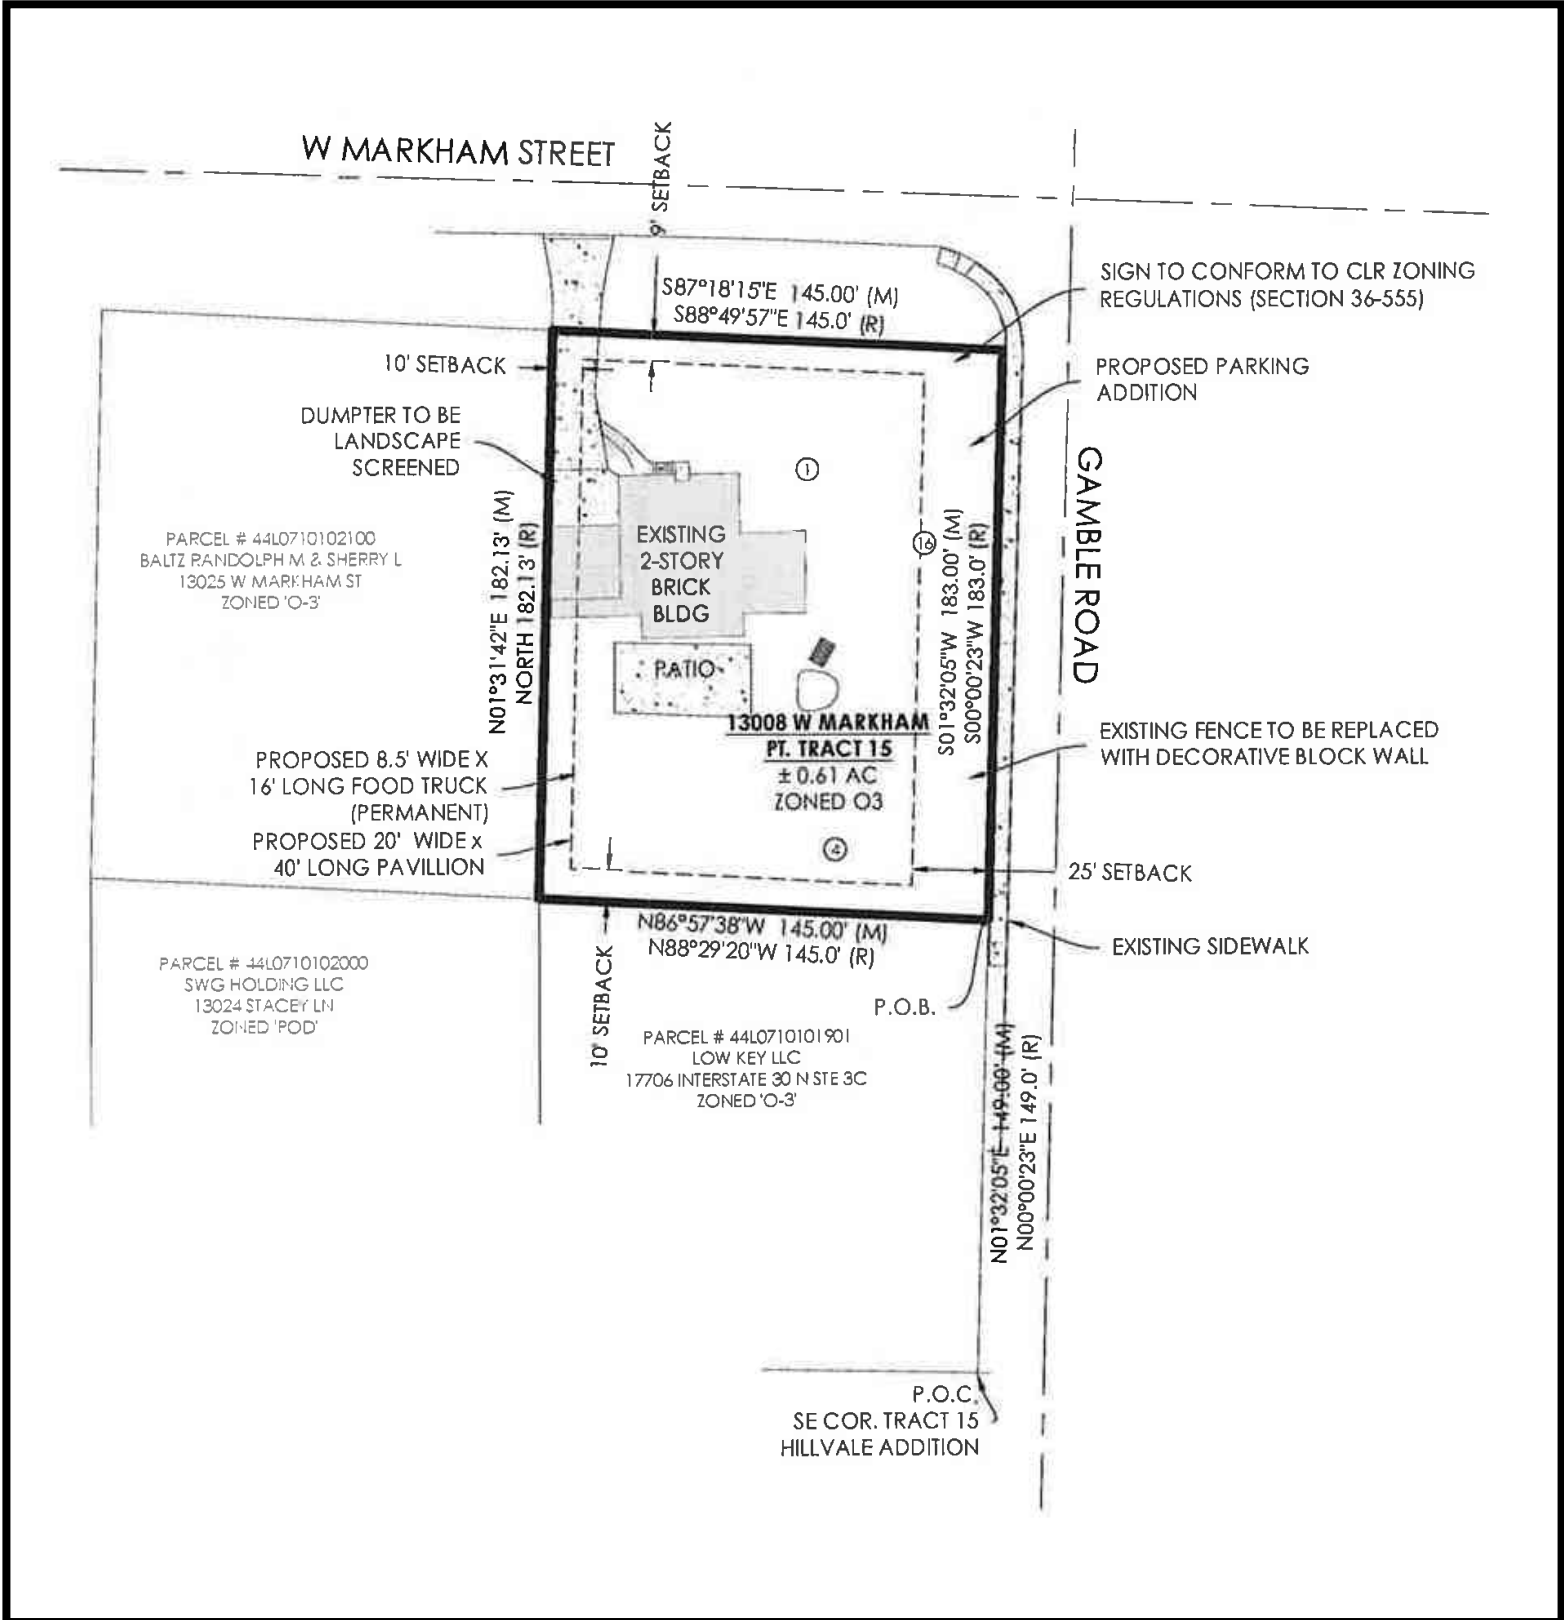 W MARKHAM STREET
9' SETBACK
S87°18'15"E 145.00' (M)
S88°49'57"E 145.0' (R)
SIGN TO CONFORM TO CLR ZONING
REGULATIONS (SECTION 36-555)
10' SETBACK
PROPOSED PARKING
ADDITION
DUMPTER TO BE
LANDSCAPE
SCREENED
1
GAMBLE ROAD
PARCEL # 44L0710102100
BALTZ RANDOLPH M & SHERRY L
13025 W MARKHAM ST
ZONED 'O-3'
N01°31'42"E 182.13' (M)
NORTH 182.13' (R)
EXISTING
2-STORY
BRICK
BLDG
16
S01°32'05"W 183.00' (M)
S00°00'23"W 183.0' (R)
PATIO
13008 W MARKHAM
PT. TRACT 15
± 0.61 AC
ZONED O3
EXISTING FENCE TO BE REPLACED
WITH DECORATIVE BLOCK WALL
PROPOSED 8.5' WIDE X
16' LONG FOOD TRUCK
(PERMANENT)
PROPOSED 20' WIDE x
40' LONG PAVILLION
4
25' SETBACK
N86°57'38"W 145.00' (M)
N88°29'20"W 145.0' (R)
EXISTING SIDEWALK
PARCEL # 44L0710102000
SWG HOLDING LLC
13024 STACEY LN
ZONED 'POD'
10' SETBACK
P.O.B.
PARCEL # 44L0710101901
LOW KEY LLC
17706 INTERSTATE 30 N STE 3C
ZONED 'O-3'
N01°32'05"E 149.00' (M)
N00°00'23"E 149.0' (R)
P.O.C.
SE COR. TRACT 15
HILLVALE ADDITION